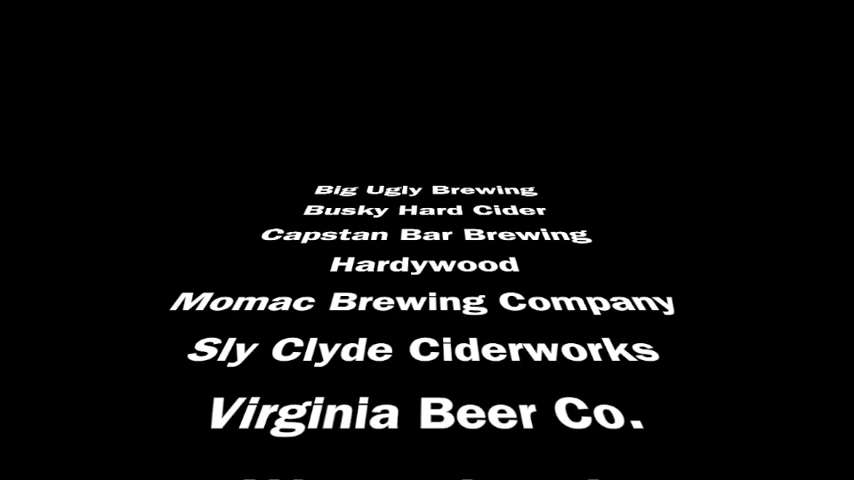 Big Ugly Brewing
Busky Hard Cider
Capstan Bar Brewing
Hardywood
Momac Brewing Company
Sly Clyde Ciderworks
Virginia Beer Co.